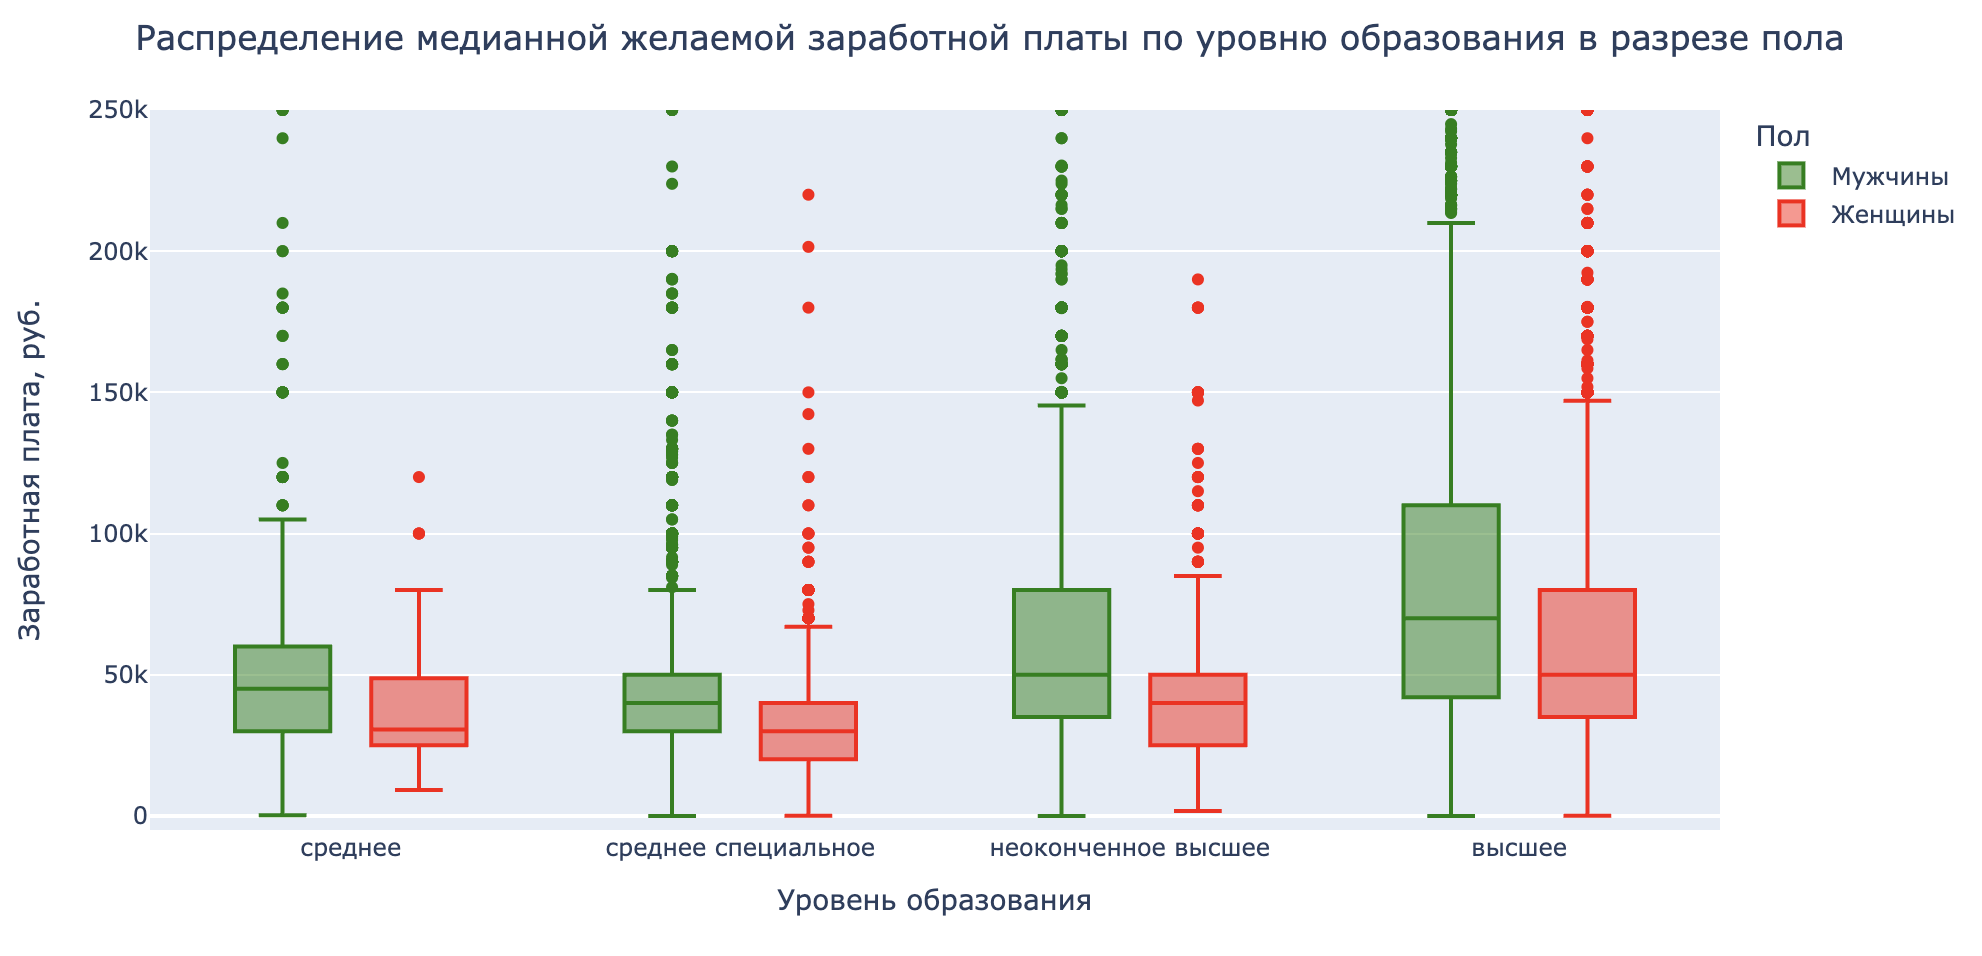 Распределение медианной желаемой заработной платы по уровню образования в разрезе пола
Заработная плата, руб.
250k
200k
150k
100k
50k
0
среднее
среднее специальное
неоконченное высшее
высшее
Уровень образования
Пол
Мужчины
Женщины